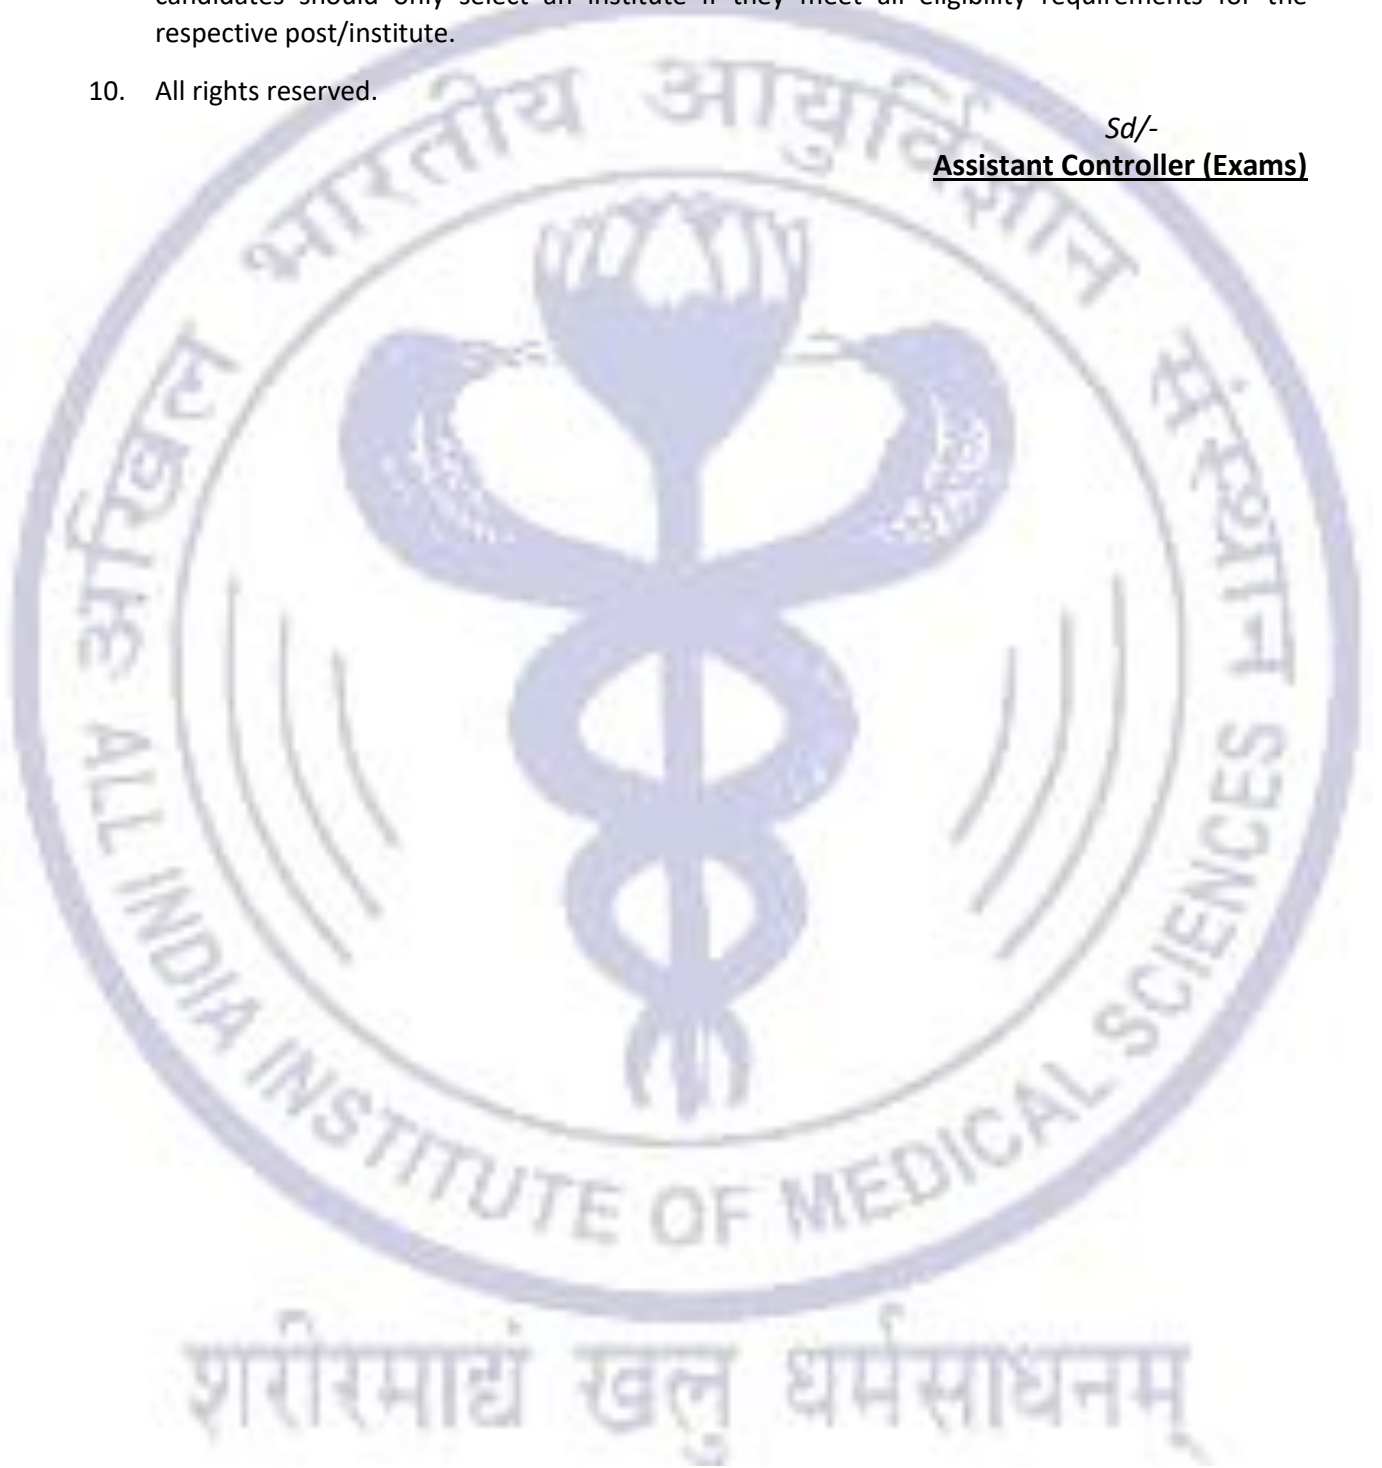 candidates should only select an institute if they meet all eligibility requirements for the
respective post/institute.
10. All rights reserved.
Sd/-
Assistant Controller (Exams)
अखिल भारतीय आयुर्विज्ञान संस्थान
ALL INDIA INSTITUTE OF MEDICAL SCIENCES
शरीरमाद्यं खलु धर्मसाधनम्